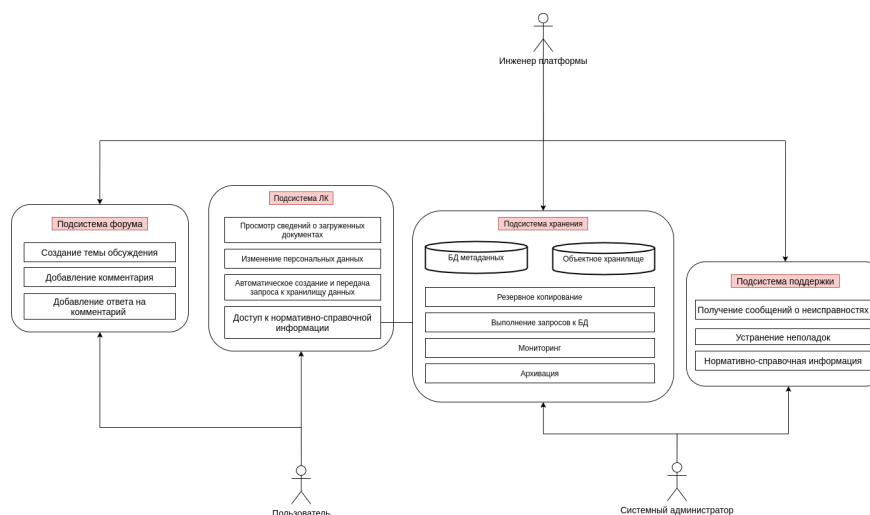 Инженер платформы
Подсистема форума
Создание темы обсуждения
Добавление комментария
Добавление ответа на
комментарий
Подсистема ЛК
Просмотр сведений о загруженных
документах
Изменение персональных данных
Автоматическое создание и передача
запроса к хранилищу данных
Доступ к нормативно-справочной
информации
Подсистема хранения
БД метаданных
Объектное хранилище
Резервное копирование
Выполнение запросов к БД
Мониторинг
Архивация
Подсистема поддержки
Получение сообщений о неисправностях
Устранение неполадок
Нормативно-справочная информация
Пользователь
Системный администратор